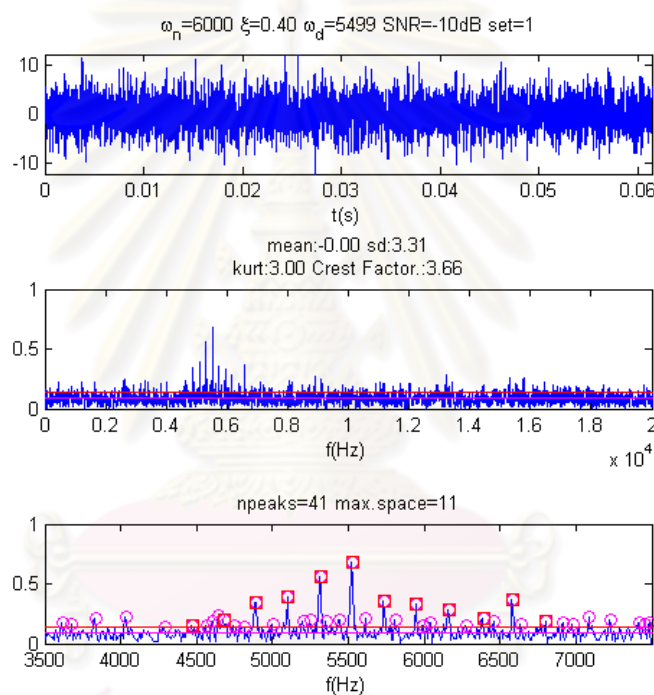 ω_n=6000 ξ=0.40 ω_d=5499 SNR=-10dB set=1
10
0
-10
0 0.01 0.02 0.03 0.04 0.05 0.06
t(s)
mean:-0.00 sd:3.31
kurt:3.00 Crest Factor.:3.66
1
0.5
0
0 0.2 0.4 0.6 0.8 1 1.2 1.4 1.6 1.8 2
f(Hz)
x 10^4
npeaks=41 max.space=11
1
0.5
0
3500 4000 4500 5000 5500 6000 6500 7000
f(Hz)